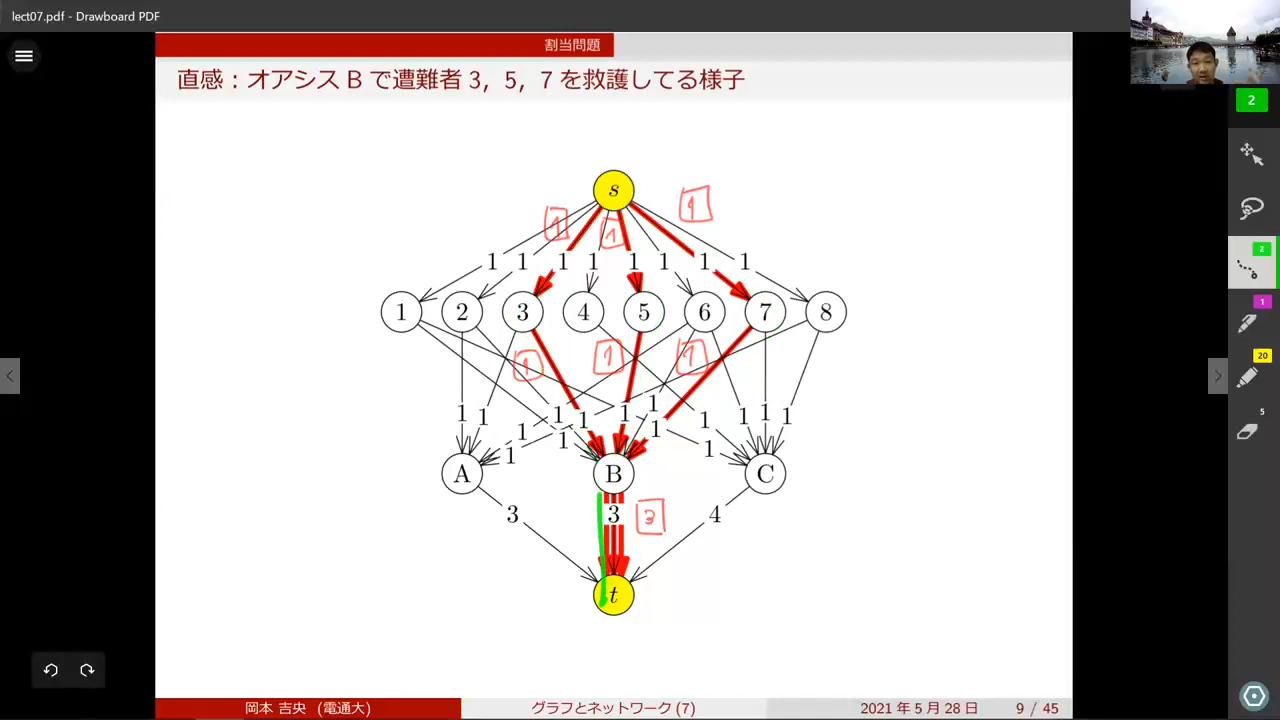 lect07.pdf - Drawboard PDF
割当問題
直感：オアシス B で遭難者 3，5，7 を救護してる様子
2
s
1 1 1
1
1 1 1 1 1 1 1 1
1 2 3 4 5 6 7 8
1 1 1
1 1 1 1 1 1 1 1 1 1
1 1 1 1 1
A B C
3 3 3 4
t
2
1
20
5
岡本 吉央 (電通大)
グラフとネットワーク (7)
2021 年 5 月 28 日
9 / 45